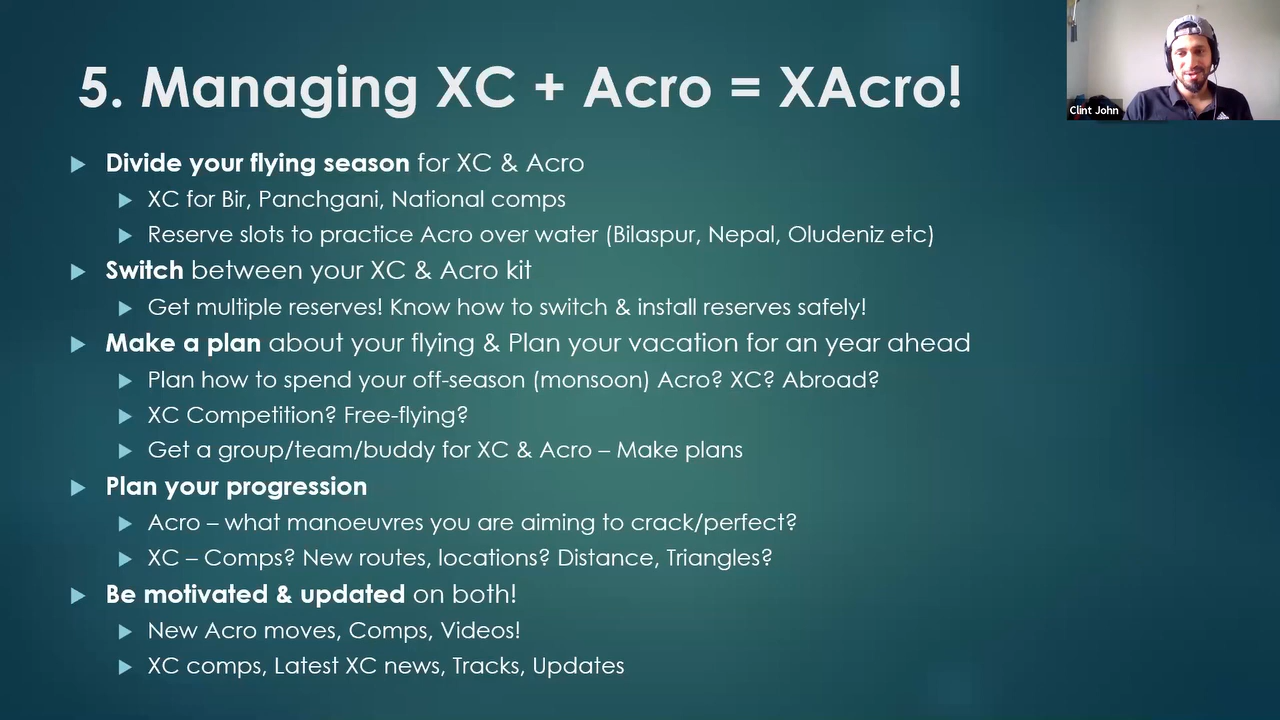 5. Managing XC + Acro = XAcro!
Clint John
Divide your flying season for XC & Acro
XC for Bir, Panchgani, National comps
Reserve slots to practice Acro over water (Bilaspur, Nepal, Oludeniz etc)
Switch between your XC & Acro kit
Get multiple reserves! Know how to switch & install reserves safely!
Make a plan about your flying & Plan your vacation for an year ahead
Plan how to spend your off-season (monsoon) Acro? XC? Abroad?
XC Competition? Free-flying?
Get a group/team/buddy for XC & Acro – Make plans
Plan your progression
Acro – what manoeuvres you are aiming to crack/perfect?
XC – Comps? New routes, locations? Distance, Triangles?
Be motivated & updated on both!
New Acro moves, Comps, Videos!
XC comps, Latest XC news, Tracks, Updates